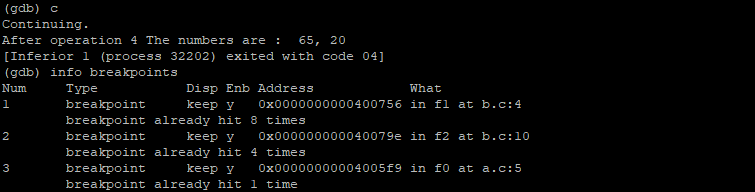 (gdb) c
Continuing.
After operation 4 The numbers are :  65, 20
[Inferior 1 (process 32202) exited with code 04]
(gdb) info breakpoints
Num     Type           Disp Enb Address            What
1       breakpoint     keep y   0x0000000000400756 in f1 at b.c:4
        breakpoint already hit 8 times
2       breakpoint     keep y   0x000000000040079e in f2 at b.c:10
        breakpoint already hit 4 times
3       breakpoint     keep y   0x00000000004005f9 in f0 at a.c:5
        breakpoint already hit 1 time